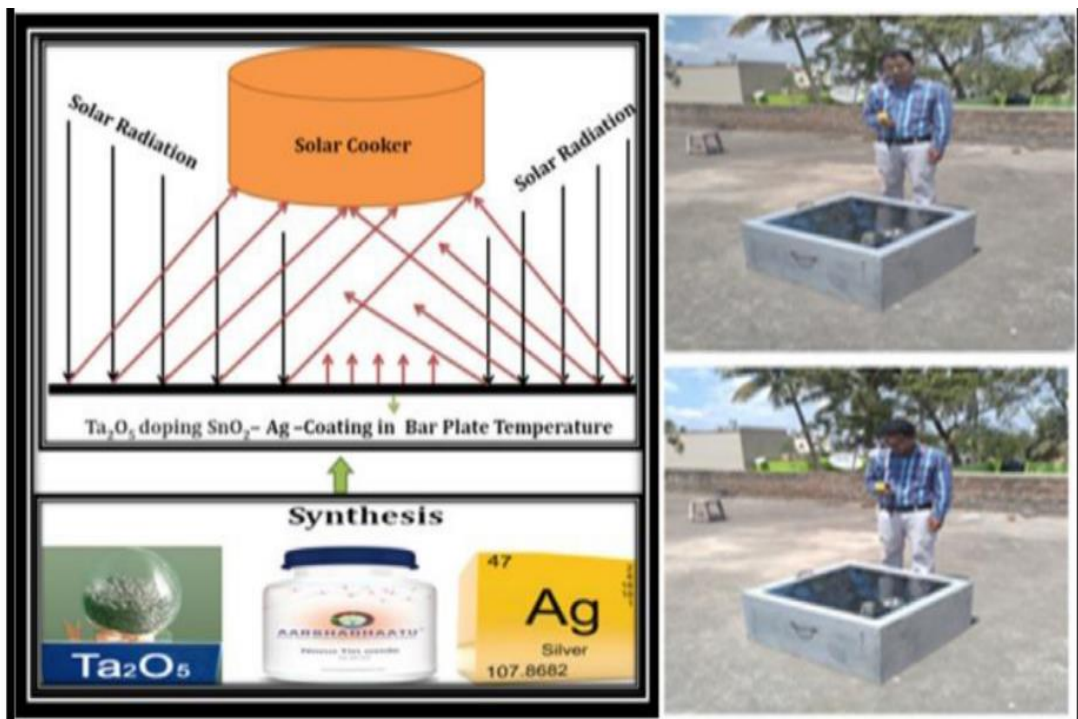 Solar Radiation
Solar Cooker
Solar Radiation
Ta₂O₅ doping SnO₂– Ag –Coating in Bar Plate Temperature
Synthesis
Ta₂O₅
AARSHADHAATU
47
Ag
Silver
107.8682